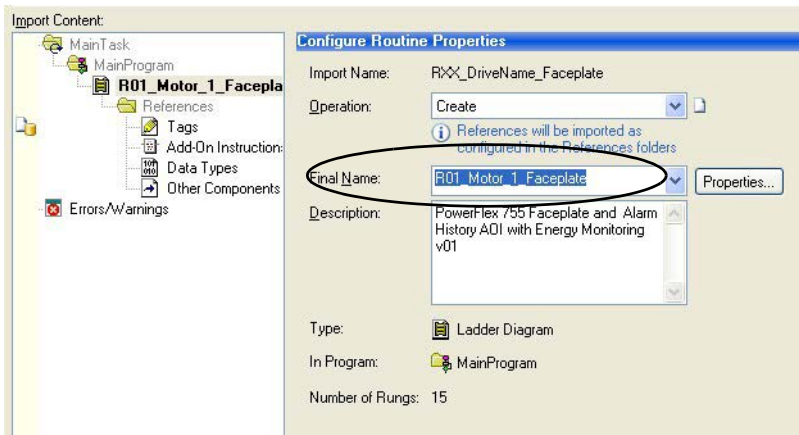 Import Content:
MainTask
MainProgram
R01_Motor_1_Facepla
References
Tags
Add-On Instruction:
Data Types
Other Components
Errors/Warnings
Configure Routine Properties
Import Name: RXX_DriveName_Faceplate
Operation: Create
References will be imported as
configured in the References folders
Final Name: R01_Motor_1_Faceplate Properties...
Description: PowerFlex 755 Faceplate and Alarm
History AOI with Energy Monitoring
v01
Type: Ladder Diagram
In Program: MainProgram
Number of Rungs: 15